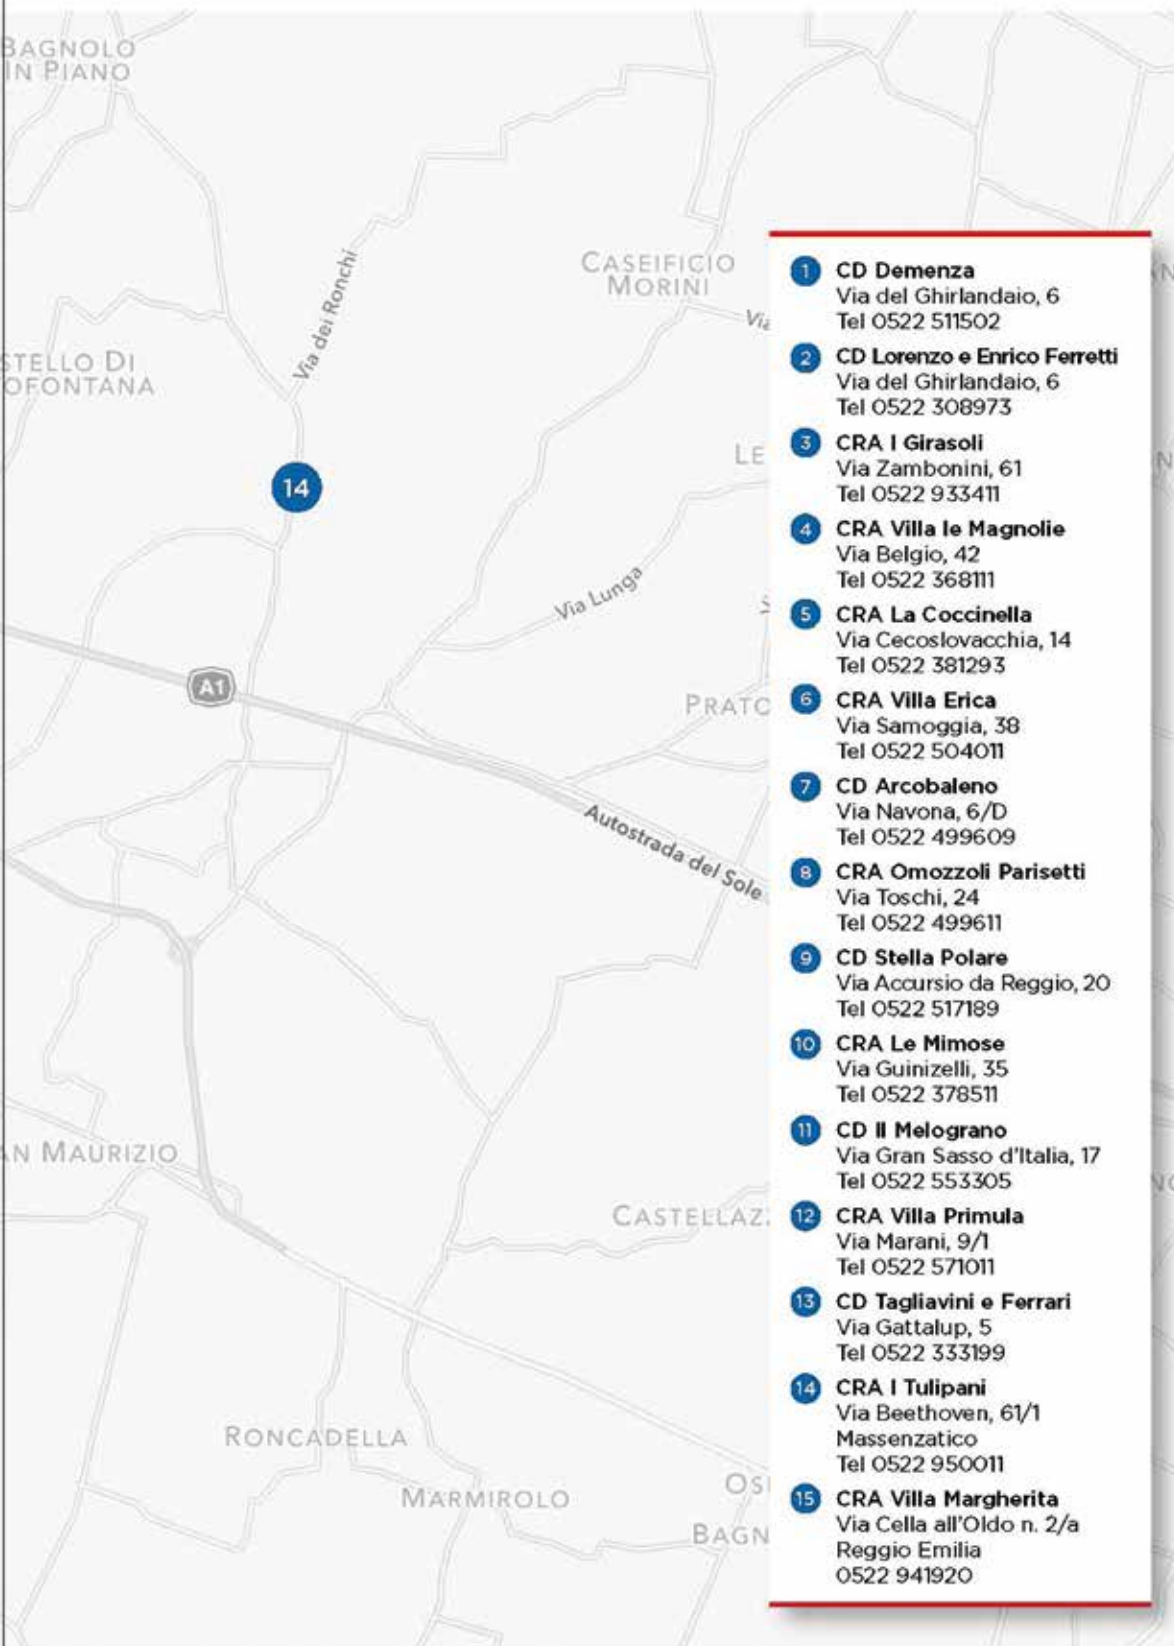 BAGNOLO
IN PIANO
Via dei Ronchi
CASEIFICIO
MORINI
Via
STELLO DI
OFONTANA
LE
14
Via Lunga
A1
PRATO
Autostrada del Sole
AN MAURIZIO
CASTELLAZ
RONCADELLA
MARMIROLO
OS
BAGN
1 CD Demenza
Via del Ghirlandaio, 6
Tel 0522 511502
2 CD Lorenzo e Enrico Ferretti
Via del Ghirlandaio, 6
Tel 0522 308973
3 CRA I Girasoli
Via Zambonini, 61
Tel 0522 933411
4 CRA Villa le Magnolie
Via Belgio, 42
Tel 0522 368111
5 CRA La Coccinella
Via Cecoslovacchia, 14
Tel 0522 381293
6 CRA Villa Erica
Via Samoggia, 38
Tel 0522 504011
7 CD Arcobaleno
Via Navona, 6/D
Tel 0522 499609
8 CRA Omozzoli Parisetti
Via Toschi, 24
Tel 0522 499611
9 CD Stella Polare
Via Accursio da Reggio, 20
Tel 0522 517189
10 CRA Le Mimose
Via Guinizelli, 35
Tel 0522 378511
11 CD Il Melograno
Via Gran Sasso d'Italia, 17
Tel 0522 553305
12 CRA Villa Primula
Via Marani, 9/1
Tel 0522 571011
13 CD Tagliavini e Ferrari
Via Gattalup, 5
Tel 0522 333199
14 CRA I Tulipani
Via Beethoven, 61/1
Massenzatico
Tel 0522 950011
15 CRA Villa Margherita
Via Cella all'Oldo n. 2/a
Reggio Emilia
0522 941920